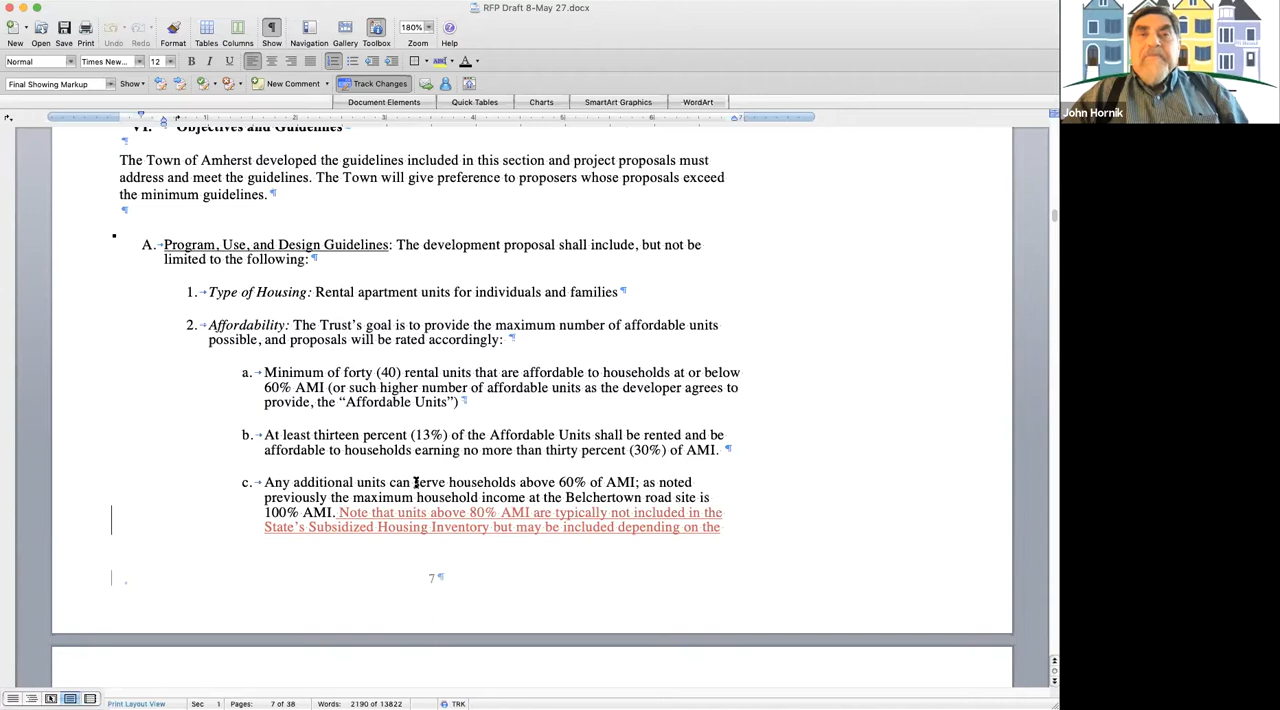 RFP Draft 8-May 27.docx
180%
New Open Save Print Undo Redo Format Tables Columns Show Navigation Gallery Toolbox Zoom Help
Normal Times New... 12 B I U ABC A
Final Showing Markup Show New Comment Track Changes
Document Elements Quick Tables Charts SmartArt Graphics WordArt
1 2 3 4 5 6 7
VI. Objectives and Guidelines
The Town of Amherst developed the guidelines included in this section and project proposals must
address and meet the guidelines. The Town will give preference to proposers whose proposals exceed
the minimum guidelines.
A. Program, Use, and Design Guidelines: The development proposal shall include, but not be
limited to the following:
1. Type of Housing: Rental apartment units for individuals and families
2. Affordability: The Trust’s goal is to provide the maximum number of affordable units
possible, and proposals will be rated accordingly:
a. Minimum of forty (40) rental units that are affordable to households at or below
60% AMI (or such higher number of affordable units as the developer agrees to
provide, the “Affordable Units”)
b. At least thirteen percent (13%) of the Affordable Units shall be rented and be
affordable to households earning no more than thirty percent (30%) of AMI.
c. Any additional units can serve households above 60% of AMI; as noted
previously the maximum household income at the Belchertown road site is
100% AMI. Note that units above 80% AMI are typically not included in the
State’s Subsidized Housing Inventory but may be included depending on the
7
Print Layout View Sec 1 Pages: 7 of 38 Words: 2190 of 13822 TRK
John Hornik